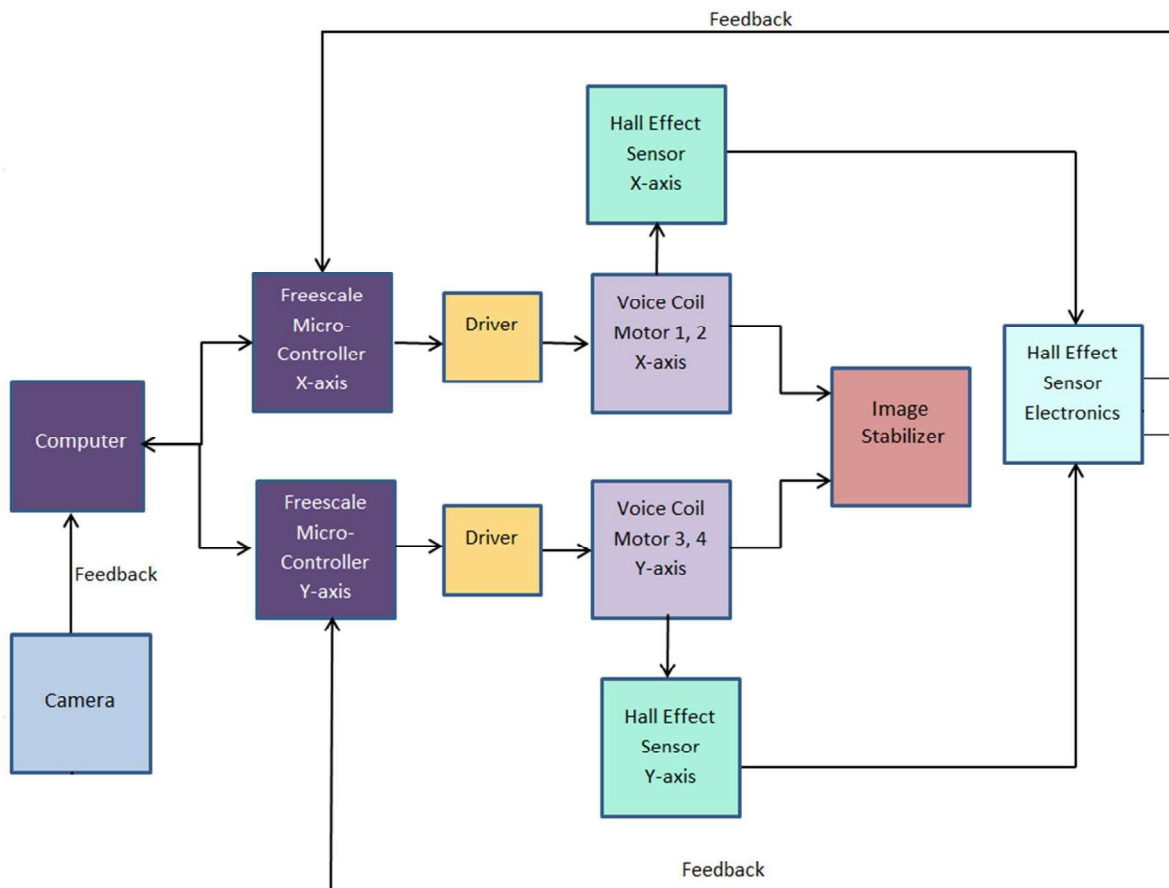 Feedback
Hall Effect
Sensor
X-axis
Freescale
Micro-
Controller
X-axis
Driver
Voice Coil
Motor 1, 2
X-axis
Hall Effect
Sensor
Electronics
Image
Stabilizer
Computer
Freescale
Micro-
Controller
Y-axis
Driver
Voice Coil
Motor 3, 4
Y-axis
Feedback
Camera
Hall Effect
Sensor
Y-axis
Feedback